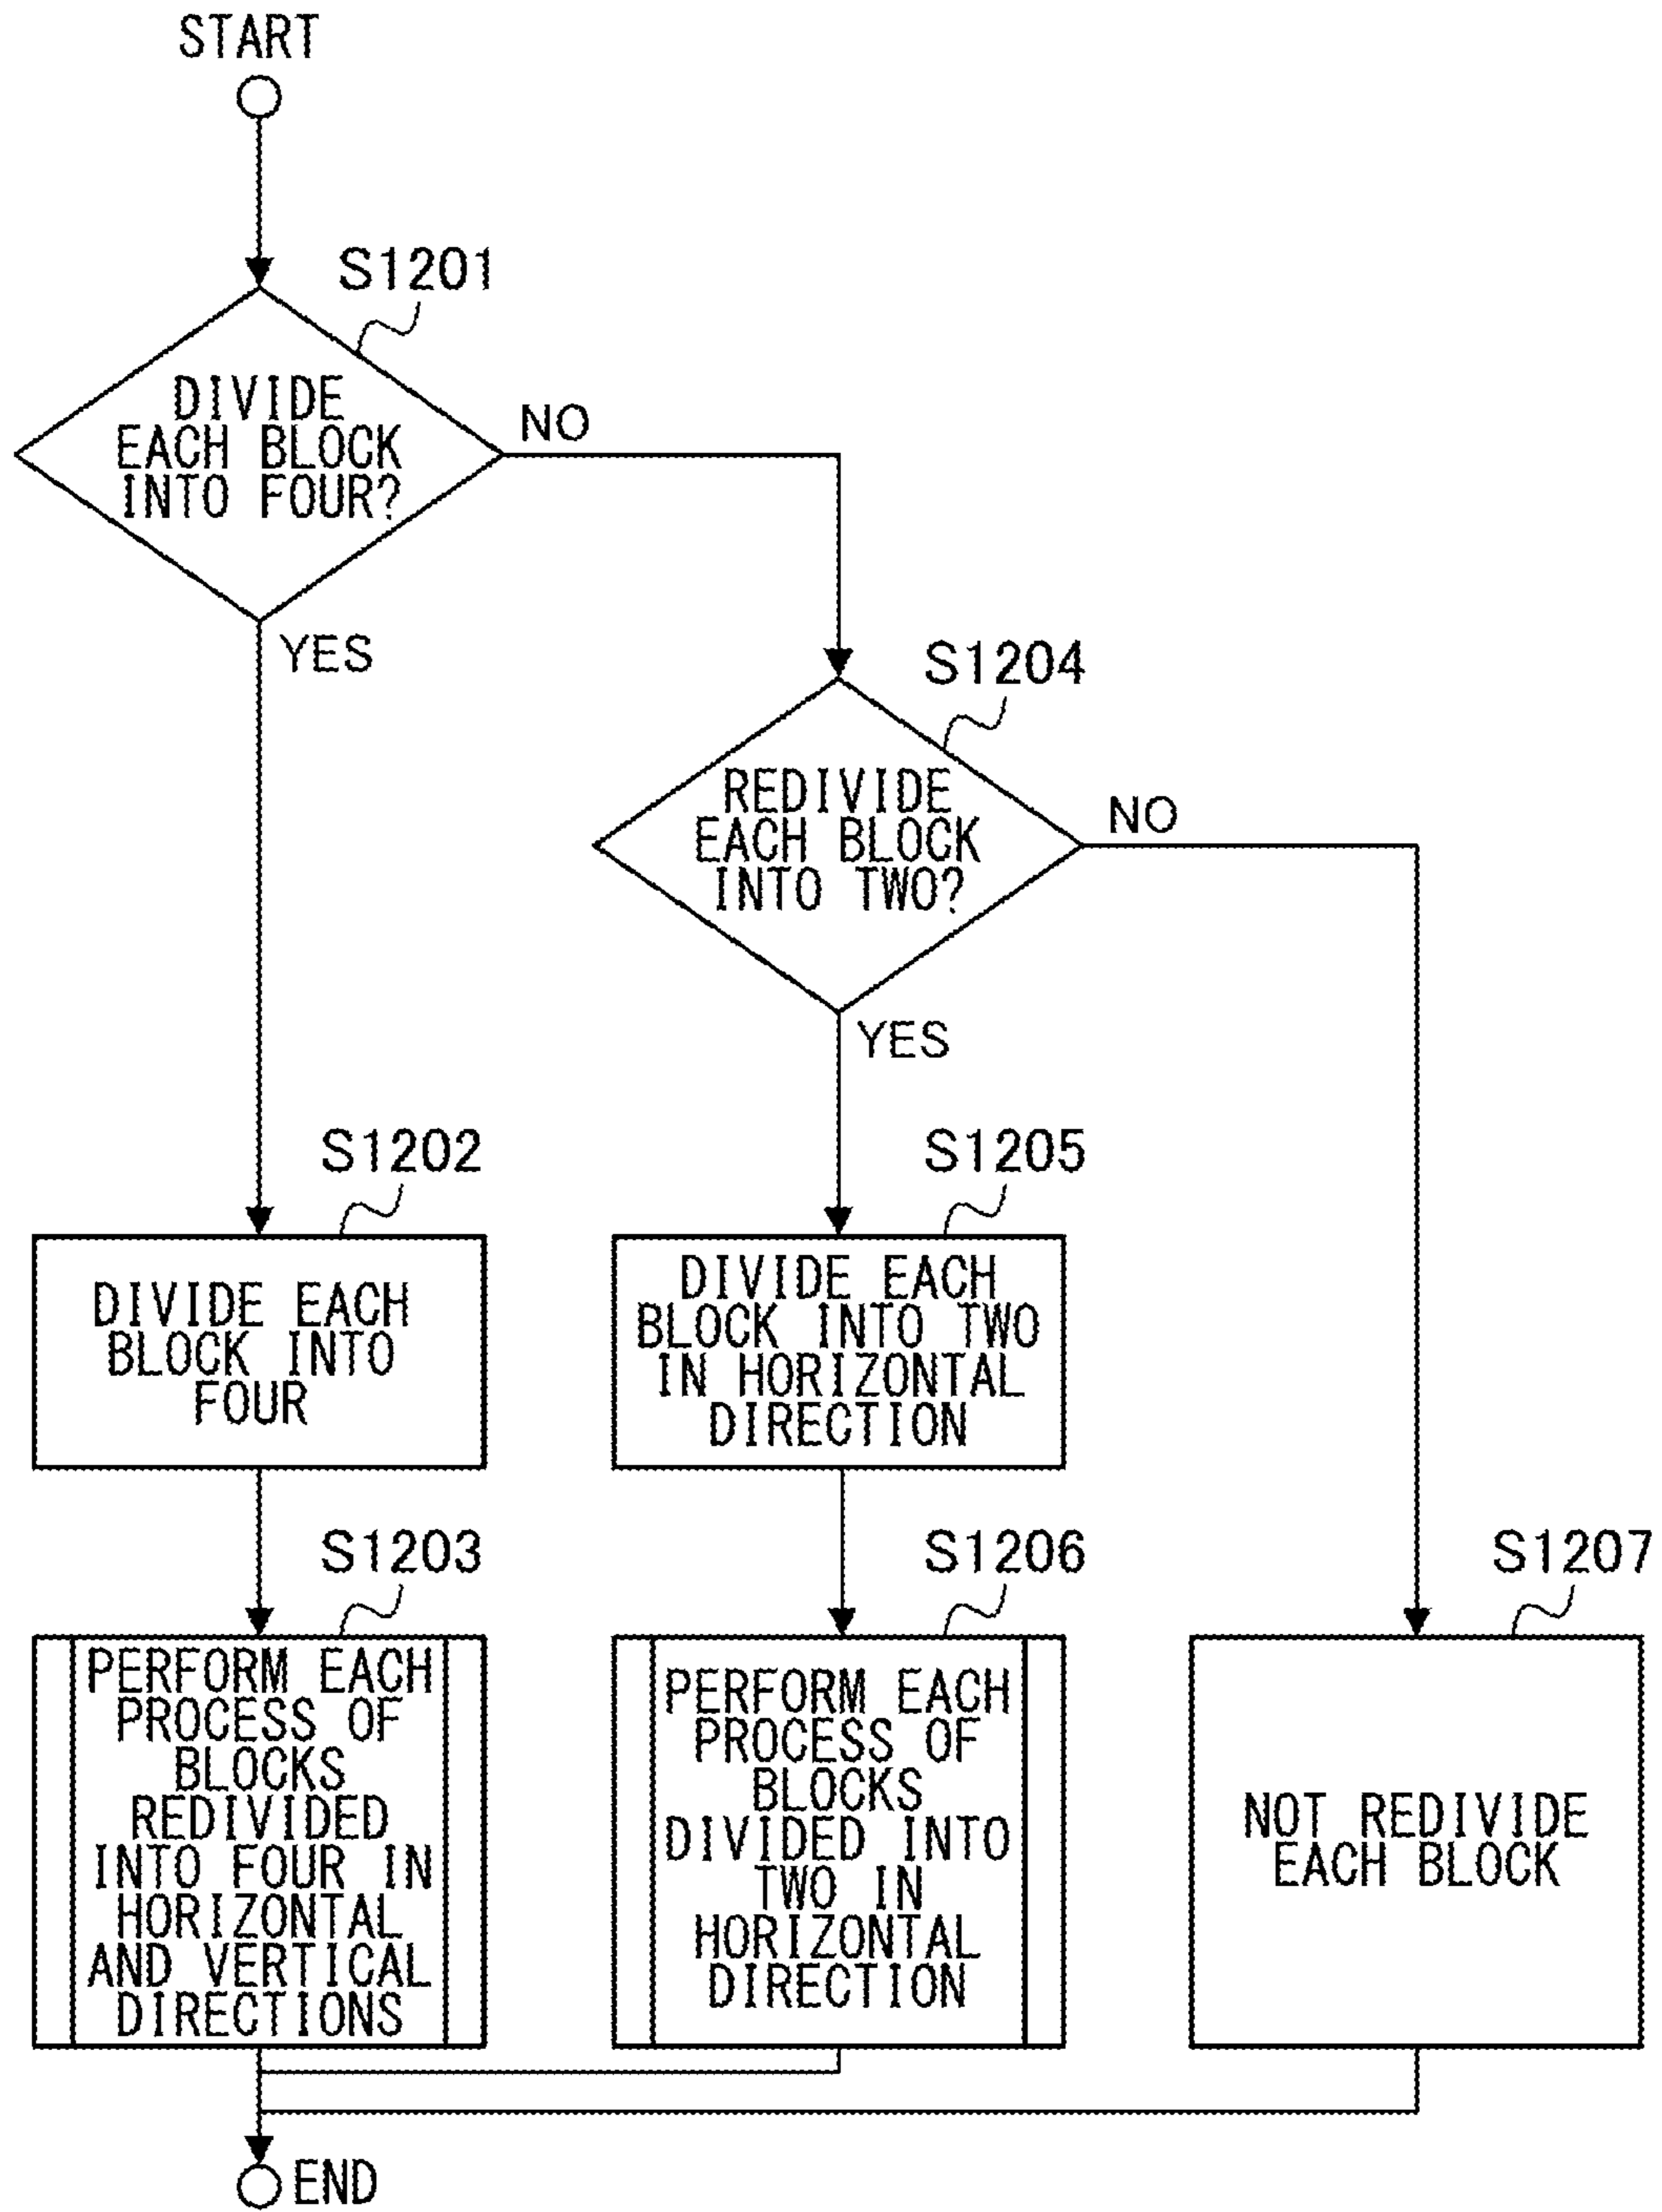 START
S1201
DIVIDE
EACH BLOCK
INTO FOUR?
NO
YES
S1204
REDIVIDE
EACH BLOCK
INTO TWO?
NO
YES
S1202
DIVIDE EACH
BLOCK INTO
FOUR
S1205
DIVIDE EACH
BLOCK INTO TWO
IN HORIZONTAL
DIRECTION
S1203
PERFORM EACH
PROCESS OF
BLOCKS
REDIVIDED
INTO FOUR IN
HORIZONTAL
AND VERTICAL
DIRECTIONS
S1206
PERFORM EACH
PROCESS OF
BLOCKS
DIVIDED INTO
TWO IN
HORIZONTAL
DIRECTION
S1207
NOT REDIVIDE
EACH BLOCK
END